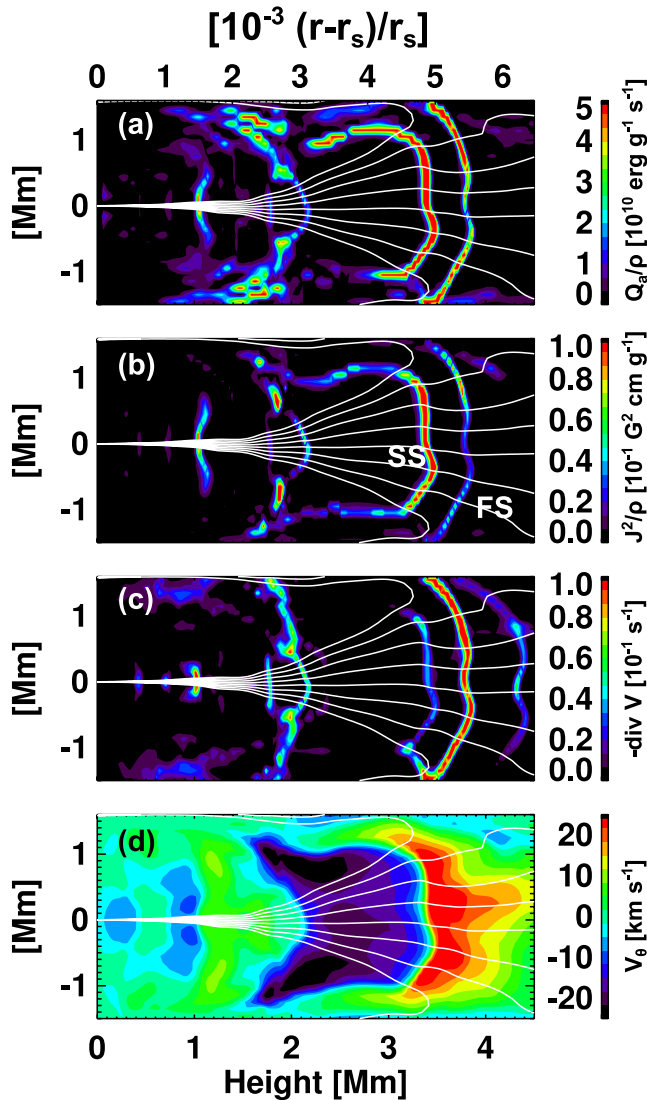 [10⁻³ (r-rₛ)/rₛ]
0 1 2 3 4 5 6
(a)
1
0
-1
[Mm]
5
4
3
2
1
0
Qₐ/ρ [10¹⁰ erg g⁻¹ s⁻¹]
(b)
1
0
-1
[Mm]
SS
FS
1.0
0.8
0.6
0.4
0.2
0.0
J²/ρ [10⁻¹ G² cm g⁻¹]
(c)
1
0
-1
[Mm]
1.0
0.8
0.6
0.4
0.2
0.0
-div V [10⁻¹ s⁻¹]
(d)
1
0
-1
[Mm]
20
10
0
-10
-20
V_θ [km s⁻¹]
0 1 2 3 4
Height [Mm]